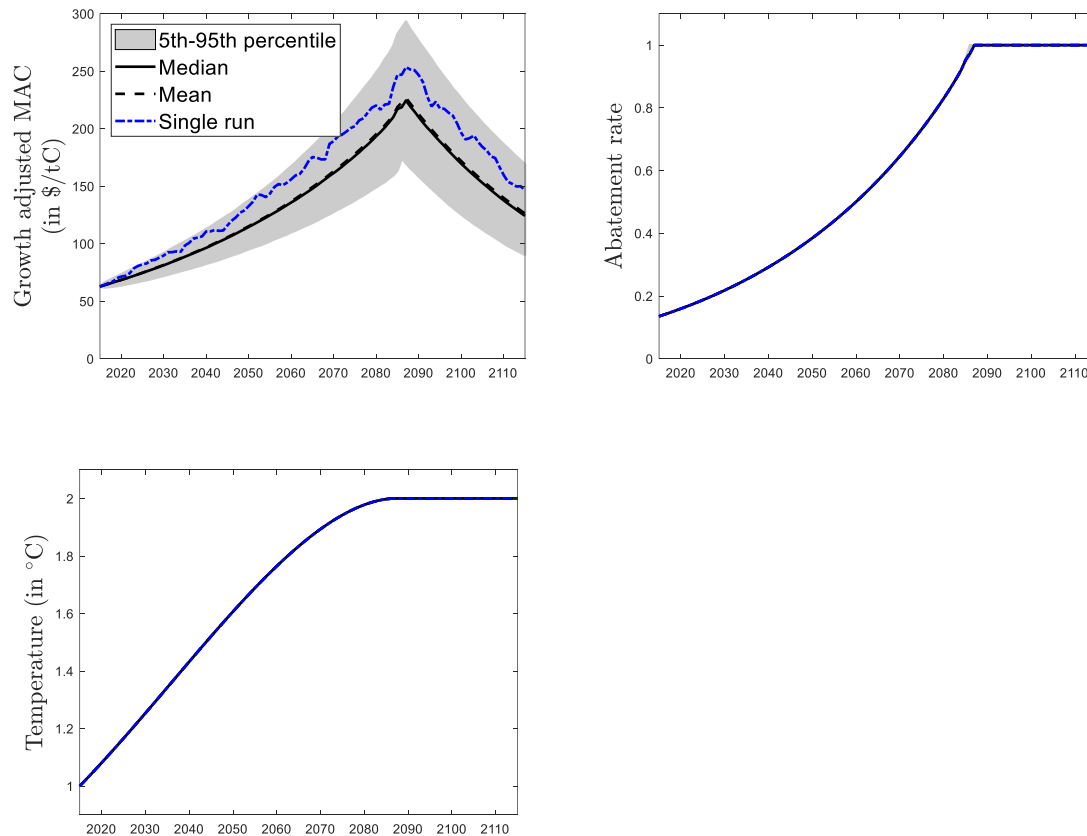 Growth adjusted MAC
(in $/tC)
300
250
200
150
100
50
0
5th-95th percentile
Median
Mean
Single run
2020 2030 2040 2050 2060 2070 2080 2090 2100 2110
Abatement rate
1
0.8
0.6
0.4
0.2
0
2020 2030 2040 2050 2060 2070 2080 2090 2100 2110
Temperature (in °C)
2
1.8
1.6
1.4
1.2
1
2020 2030 2040 2050 2060 2070 2080 2090 2100 2110